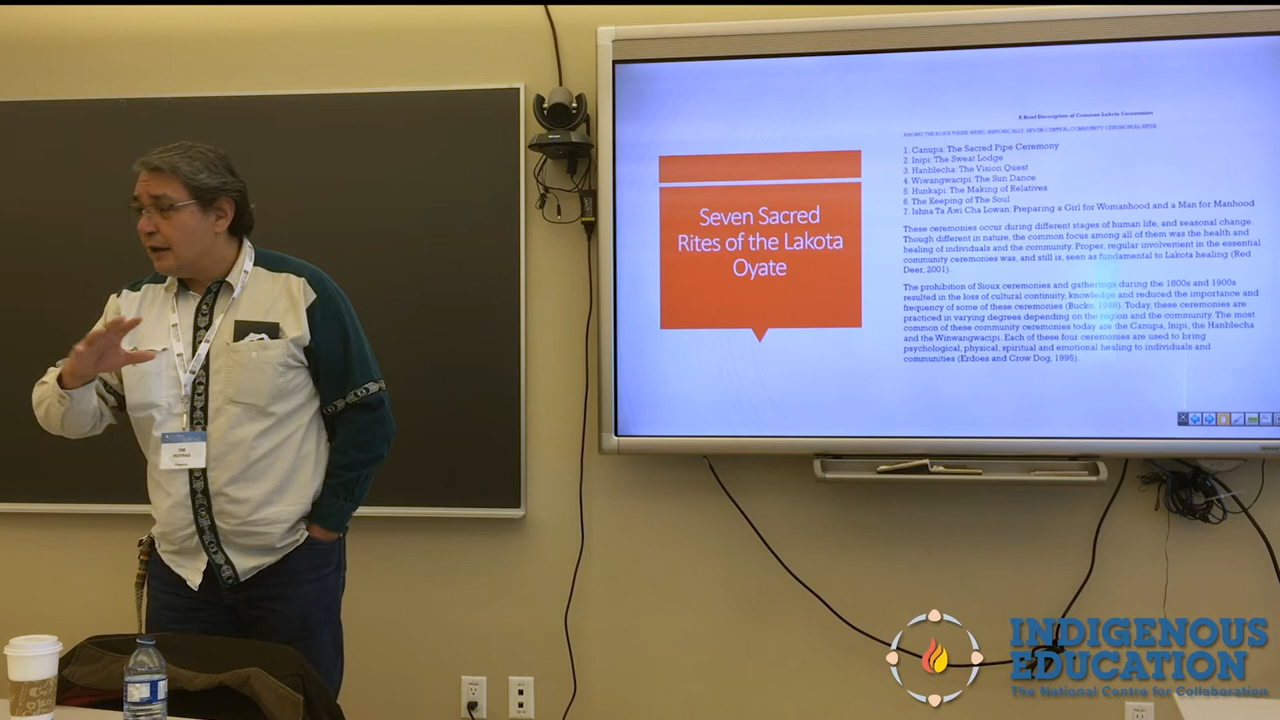 A Brief Description of Common Lakota Ceremonies
AMONG THE SIOUX THERE WERE, HISTORICALLY, SEVEN CENTRAL COMMUNITY CEREMONIAL RITES
1. Canupa: The Sacred Pipe Ceremony
2. Inipi: The Sweat Lodge
3. Hanblecha: The Vision Quest
4. Wiwangwacipi: The Sun Dance
5. Hunkapi: The Making of Relatives
6. The Keeping of The Soul
7. Ishna Ta Awi Cha Lowan: Preparing a Girl for Womanhood and a Man for Manhood
Seven Sacred
Rites of the Lakota
Oyate
These ceremonies occur during different stages of human life, and seasonal change.
Though different in nature, the common focus among all of them was the health and
healing of individuals and the community. Proper, regular involvement in the essential
community ceremonies was, and still is, seen as fundamental to Lakota healing (Red
Deer, 2001).
The prohibition of Sioux ceremonies and gatherings during the 1800s and 1900s
resulted in the loss of cultural continuity, knowledge and reduced the importance and
frequency of some of these ceremonies (Bucko, 1998). Today, these ceremonies are
practiced in varying degrees depending on the region and the community. The most
common of these community ceremonies today are the Canupa, Inipi, the Hanblecha
and the Winwangwacipi. Each of these four ceremonies are used to bring
psychological, physical, spiritual and emotional healing to individuals and
communities (Erdoes and Crow Dog, 1995).
TIM
POITRAS
INDIGENOUS
EDUCATION
The National Centre for Collaboration